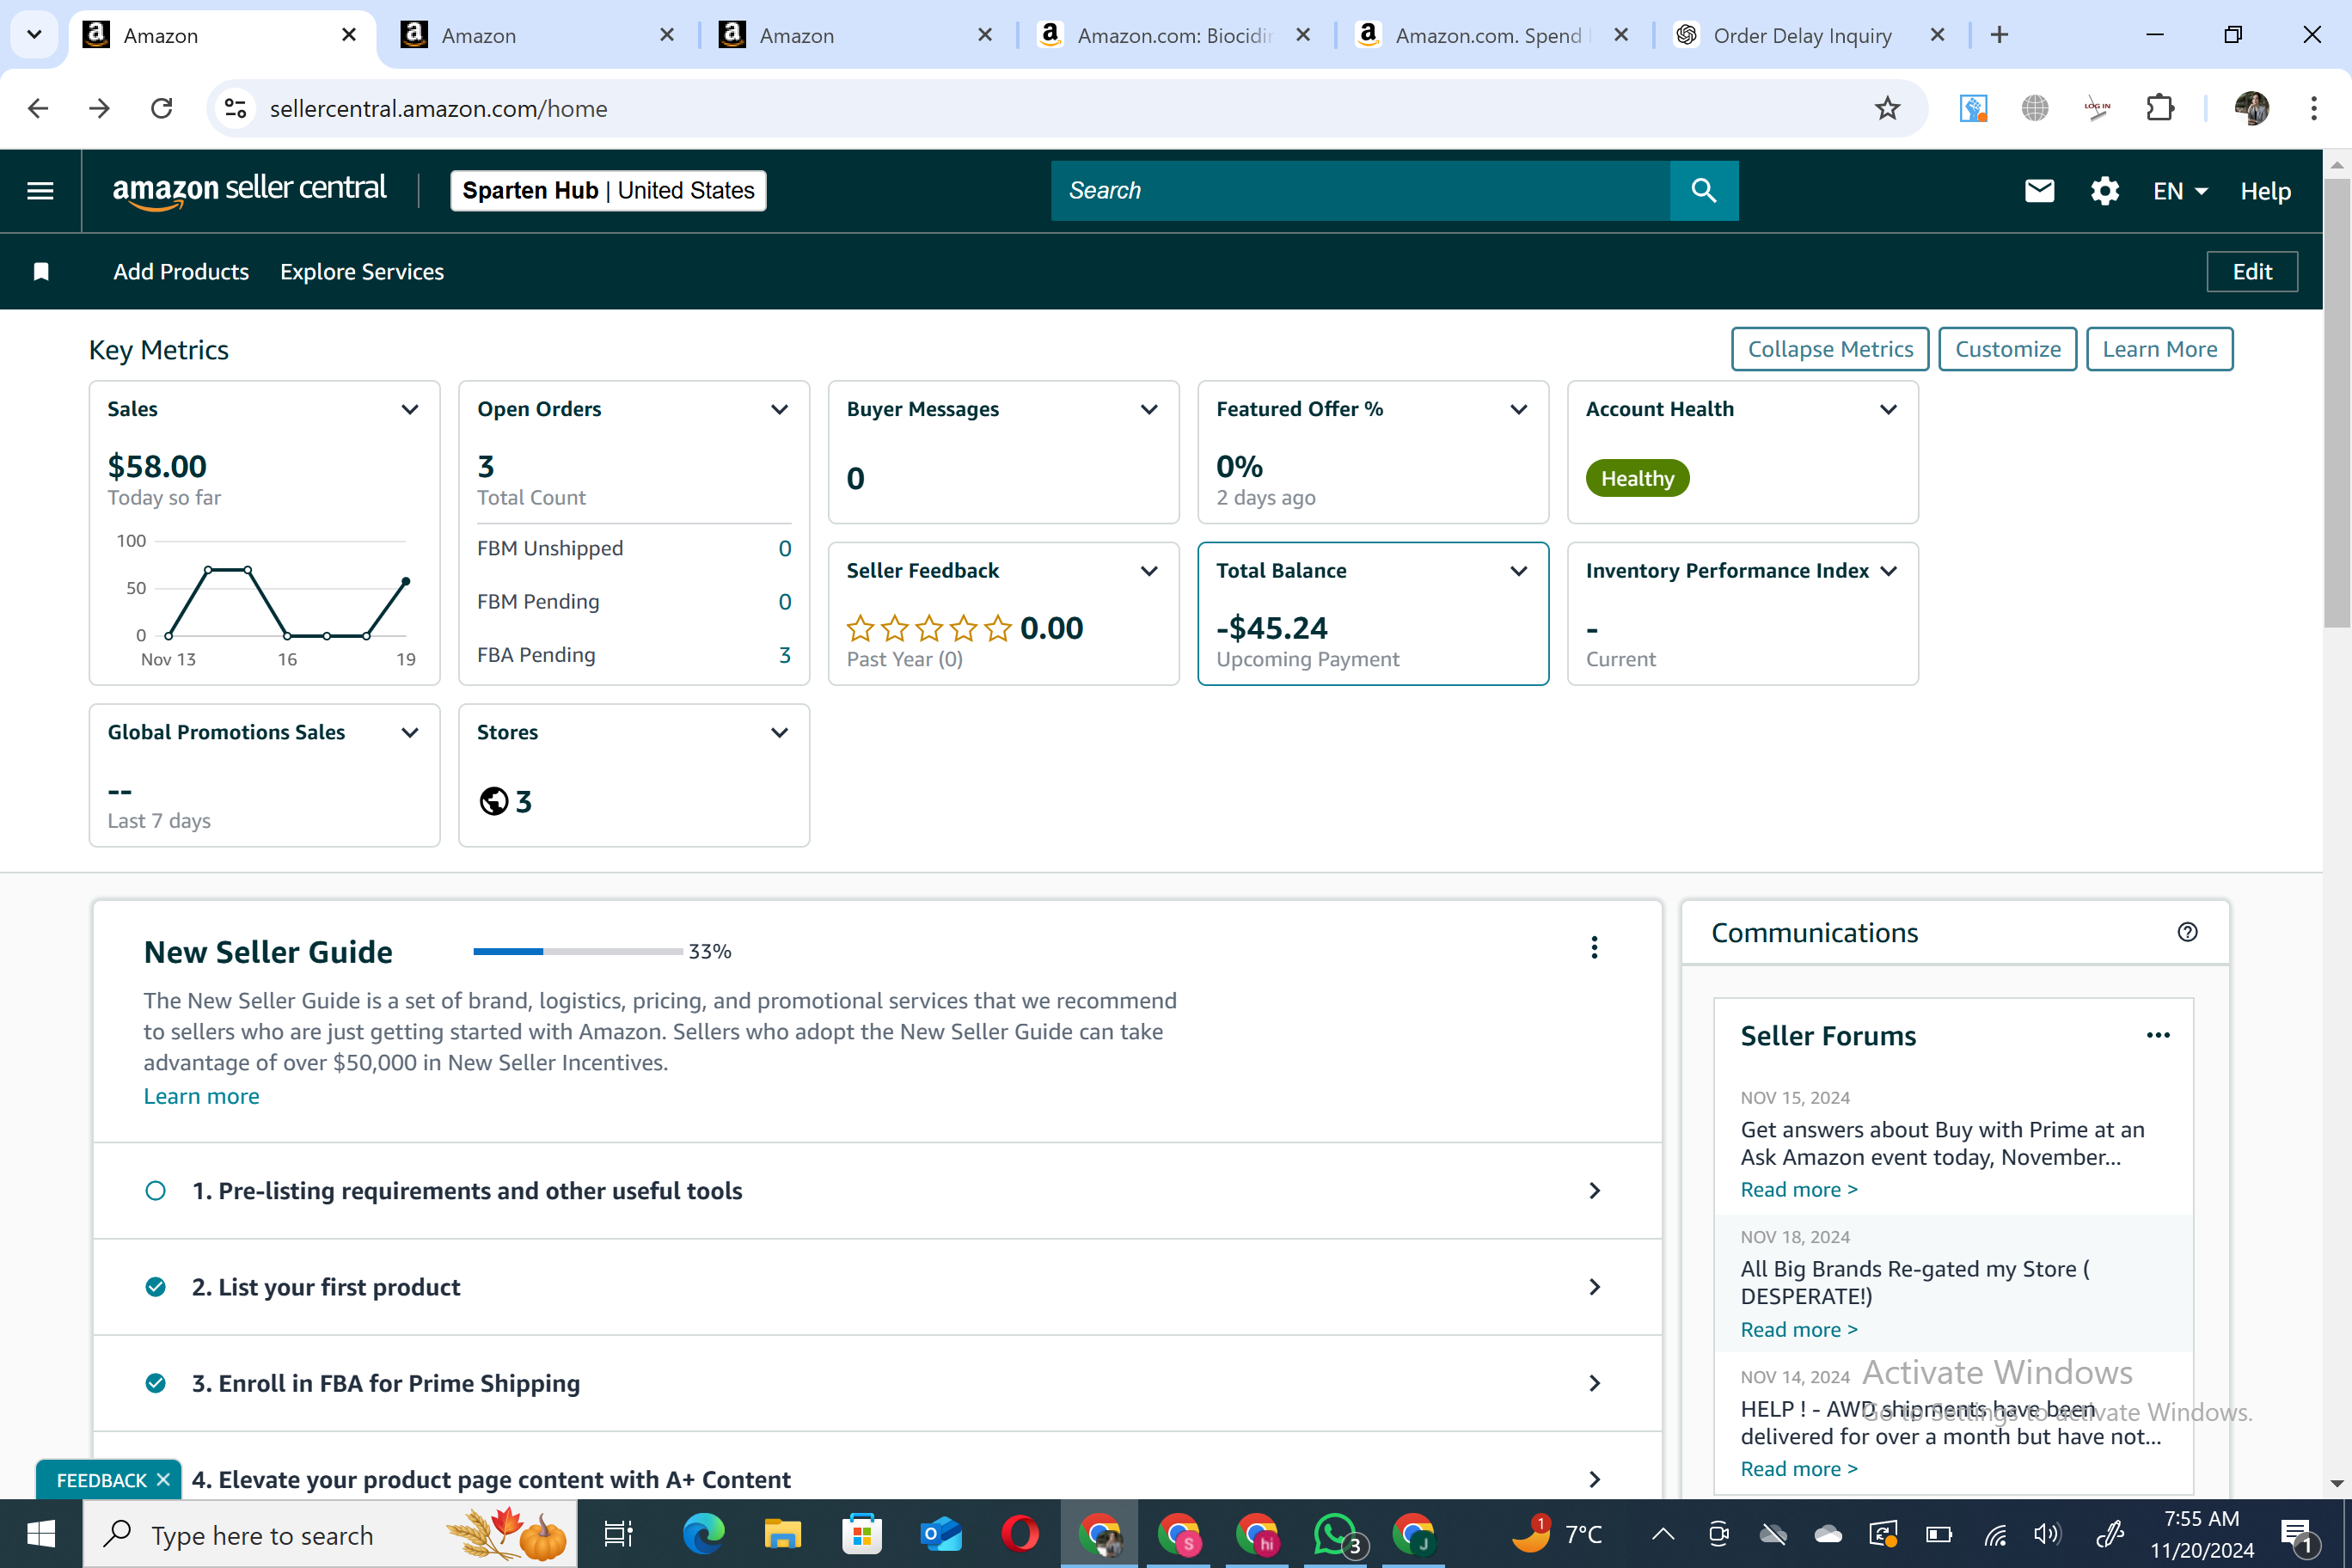 Amazon
Amazon
Amazon
Amazon.com: Biocidin
Amazon.com. Spend
Order Delay Inquiry
sellercentral.amazon.com/home
LOG IN
amazon seller central
Sparten Hub | United States
Search
EN
Help
Add Products
Explore Services
Edit
Key Metrics
Collapse Metrics
Customize
Learn More
Sales
$58.00
Today so far
100
50
0
Nov 13
16
19
Open Orders
3
Total Count
FBM Unshipped 0
FBM Pending 0
FBA Pending 3
Buyer Messages
0
Featured Offer %
0%
2 days ago
Account Health
Healthy
Seller Feedback
0.00
Past Year (0)
Total Balance
-$45.24
Upcoming Payment
Inventory Performance Index
-
Current
Global Promotions Sales
--
Last 7 days
Stores
3
New Seller Guide
33%
The New Seller Guide is a set of brand, logistics, pricing, and promotional services that we recommend
to sellers who are just getting started with Amazon. Sellers who adopt the New Seller Guide can take
advantage of over $50,000 in New Seller Incentives.
Learn more
1. Pre-listing requirements and other useful tools
2. List your first product
3. Enroll in FBA for Prime Shipping
4. Elevate your product page content with A+ Content
FEEDBACK
Communications
Seller Forums
NOV 15, 2024
Get answers about Buy with Prime at an
Ask Amazon event today, November...
Read more >
NOV 18, 2024
All Big Brands Re-gated my Store (
DESPERATE!)
Read more >
NOV 14, 2024
HELP ! - AWD shipments have been
delivered for over a month but have not...
Read more >
Activate Windows
Go to Settings to activate Windows.
Type here to search
S
hi
3
J
1
7°C
7:55 AM
11/20/2024
1